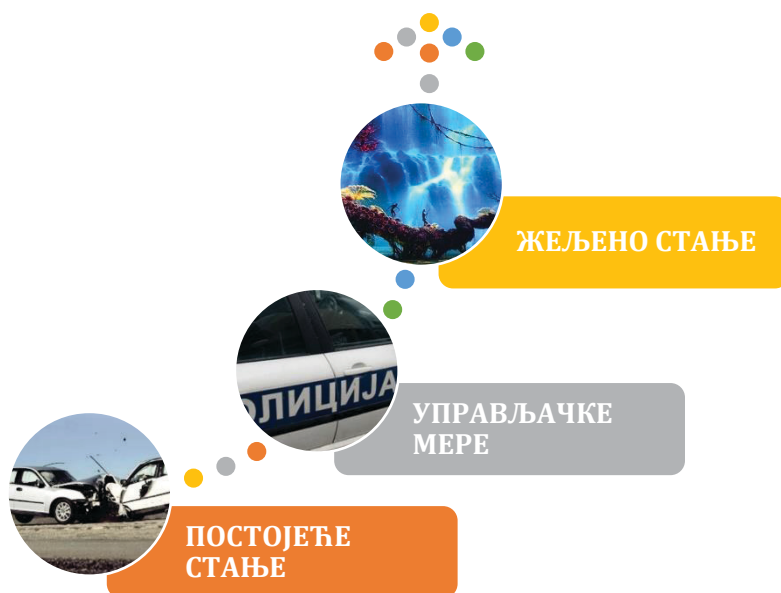 ЖЕЉЕНО СТАЊЕ
ОЛИЦИЈА
УПРАВЉАЧКЕ
МЕРЕ
ПОСТОЈЕЋЕ
СТАЊЕ